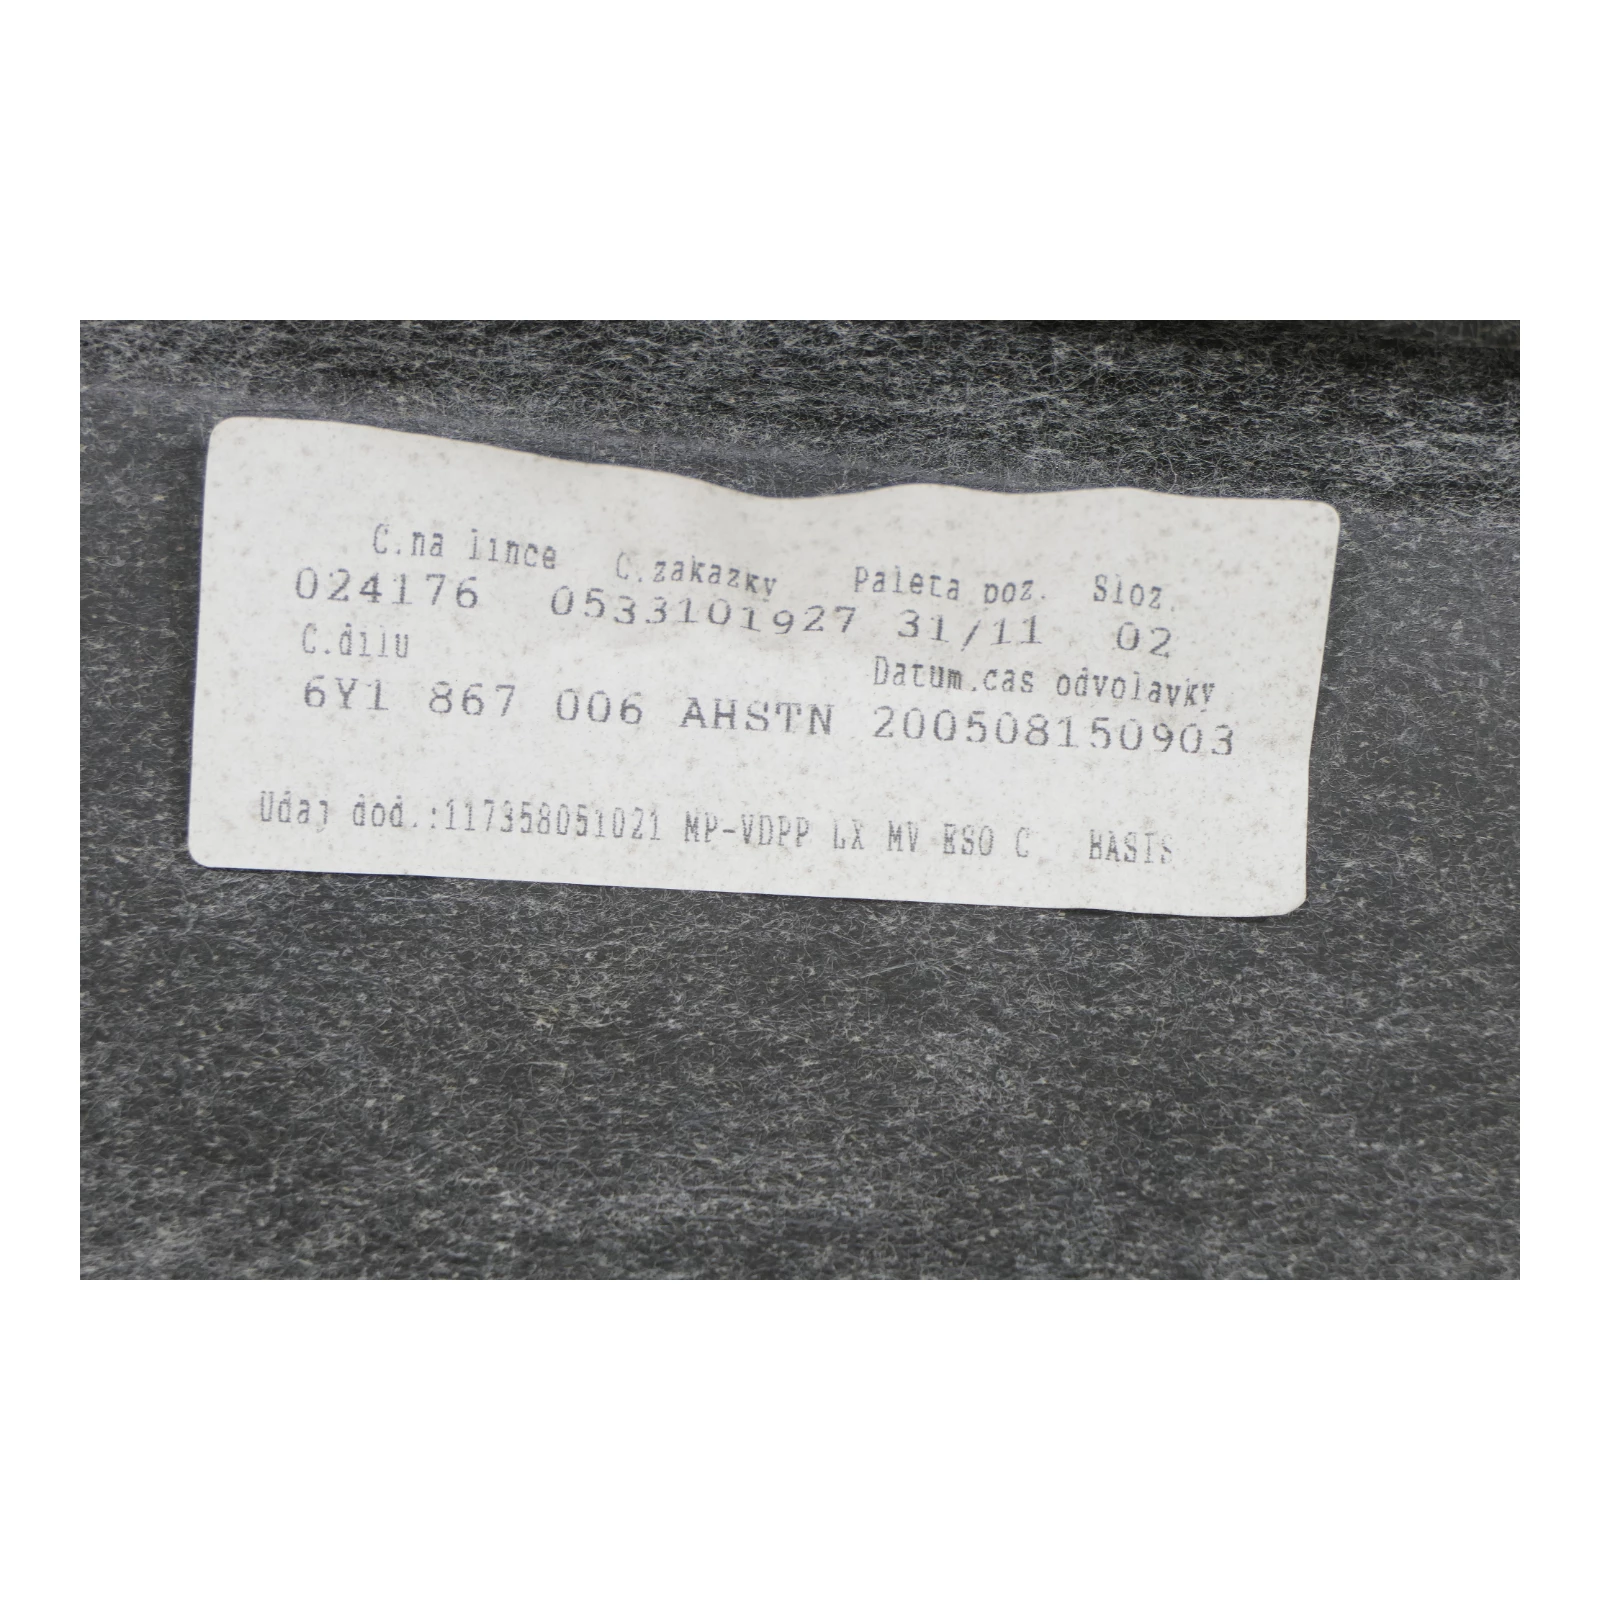 C.na lince C.zakazky Paleta poz. Sloz.
024176 0533101927 31/11 02
C.dilu Datum.cas odvolavky
6Y1 867 006 AHSTN 200508150903
Udaj dod.:117358051021 MP-VDPP LX MV ESO C BASIS